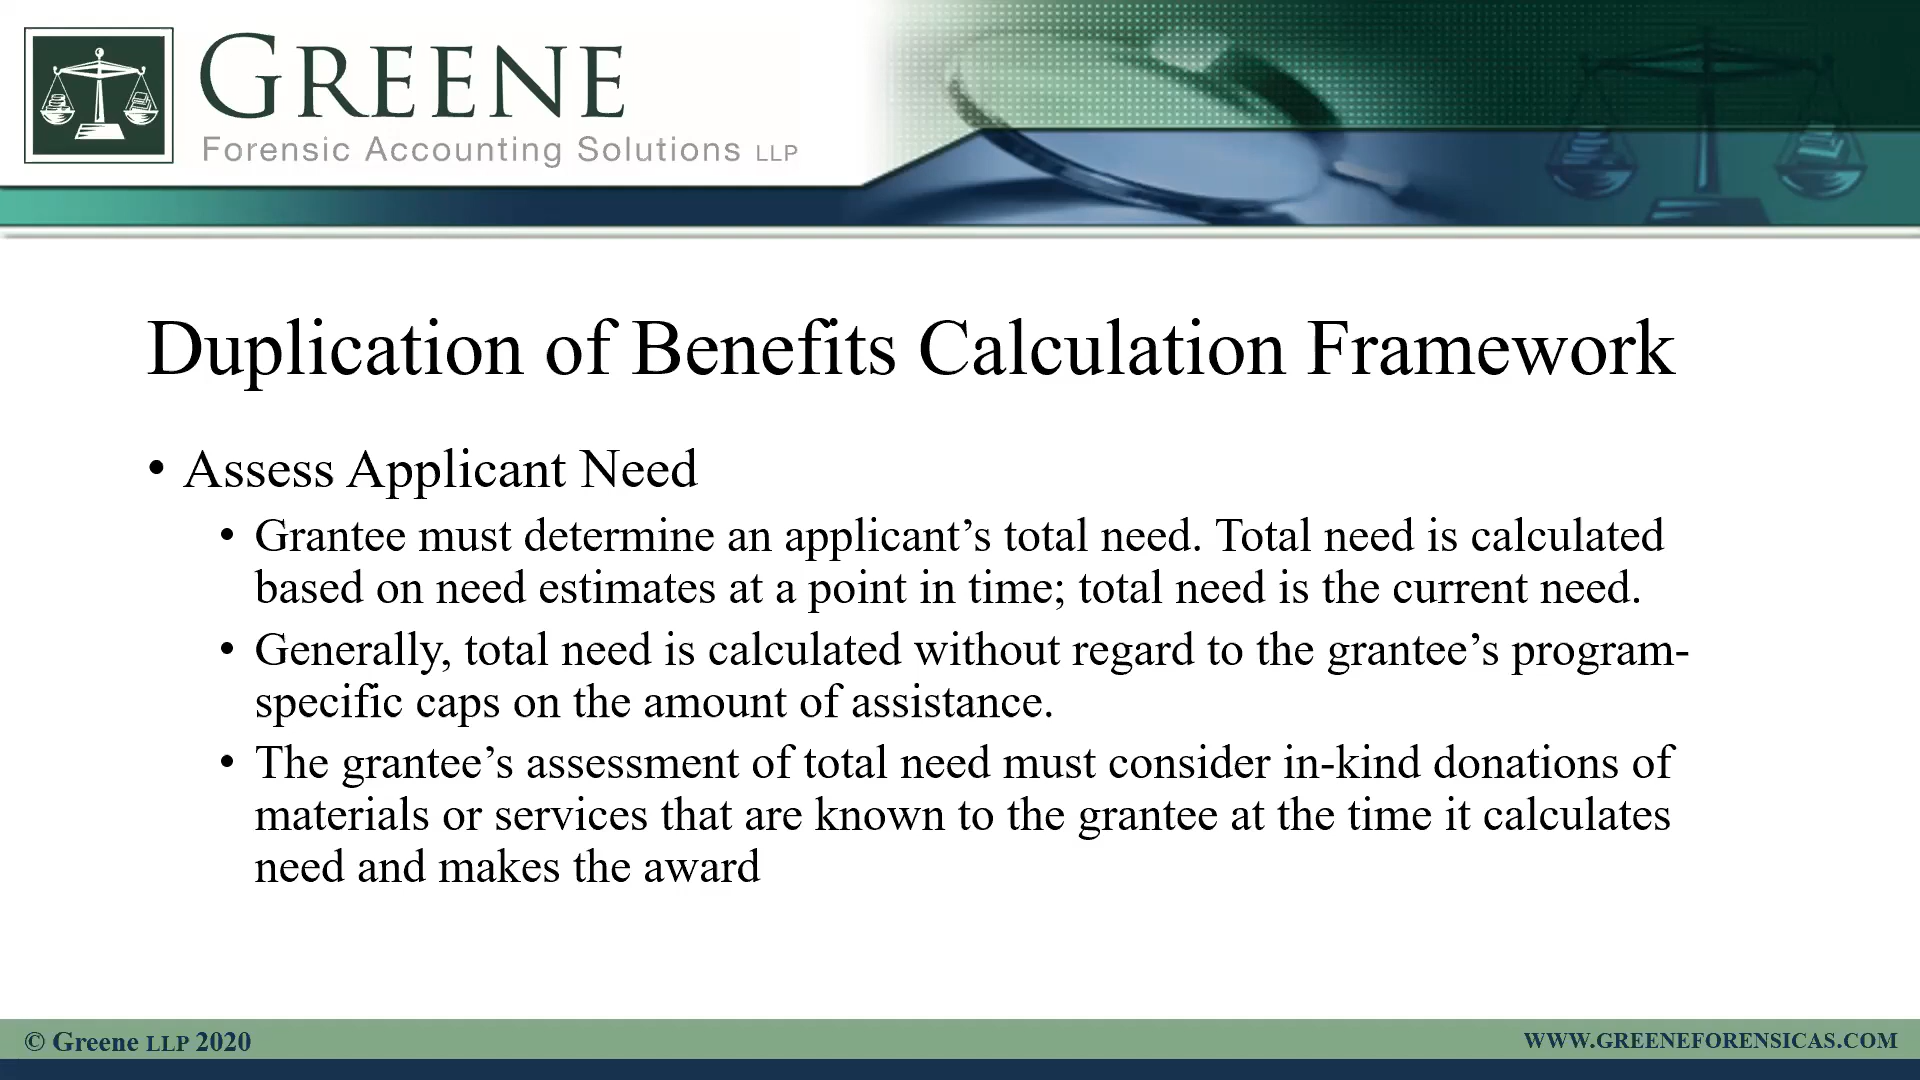 GREENE
Forensic Accounting Solutions LLP
Duplication of Benefits Calculation Framework
• Assess Applicant Need
• Grantee must determine an applicant’s total need. Total need is calculated
based on need estimates at a point in time; total need is the current need.
• Generally, total need is calculated without regard to the grantee’s program-
specific caps on the amount of assistance.
• The grantee’s assessment of total need must consider in-kind donations of
materials or services that are known to the grantee at the time it calculates
need and makes the award
© Greene LLP 2020
WWW.GREENEFORENSICAS.COM